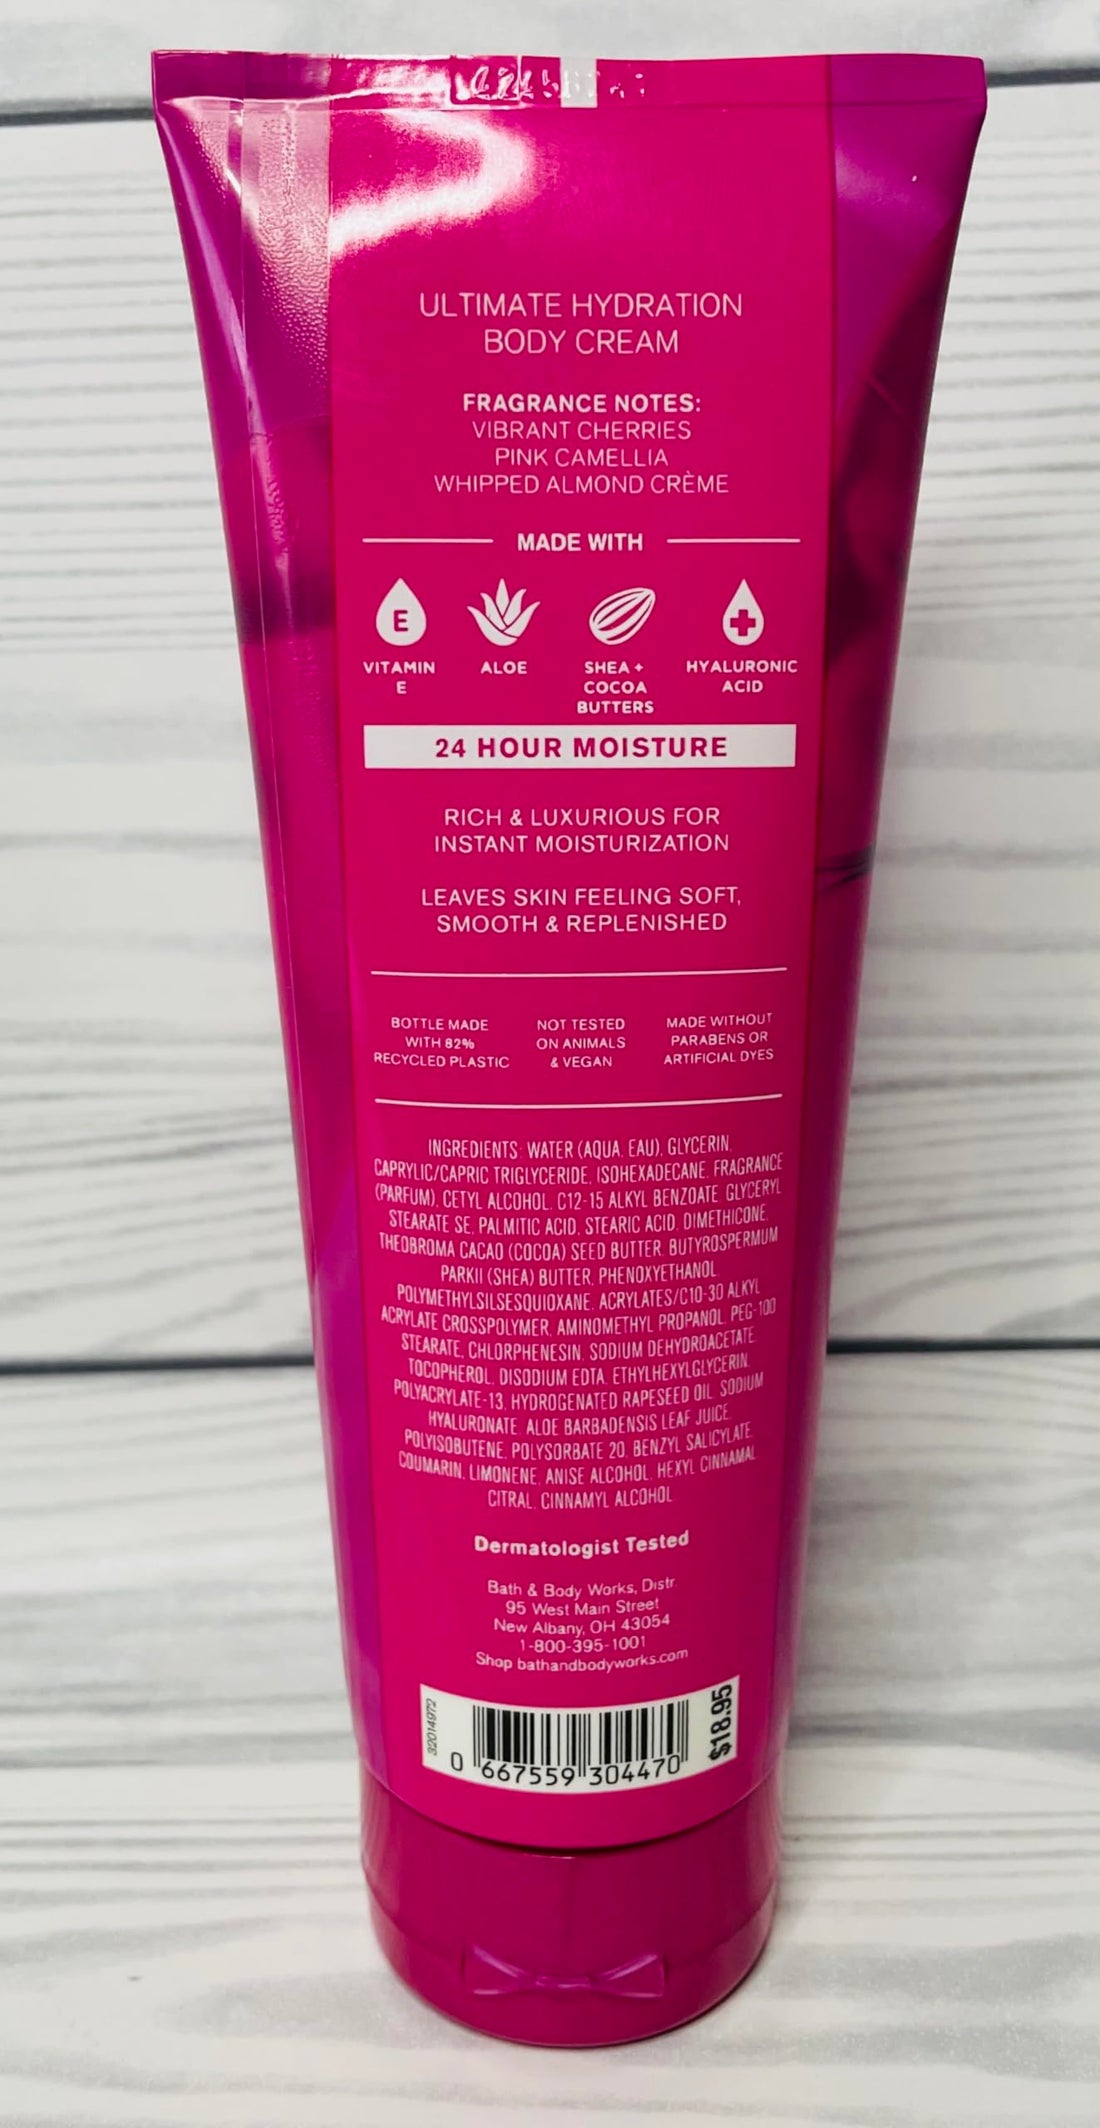 ULTIMATE HYDRATION
BODY CREAM
FRAGRANCE NOTES:
VIBRANT CHERRIES
PINK CAMELLIA
WHIPPED ALMOND CRÈME
MADE WITH
E
VITAMIN
E
ALOE
SHEA +
COCOA
BUTTERS
HYALURONIC
ACID
24 HOUR MOISTURE
RICH & LUXURIOUS FOR
INSTANT MOISTURIZATION
LEAVES SKIN FEELING SOFT,
SMOOTH & REPLENISHED
BOTTLE MADE
WITH 82%
RECYCLED PLASTIC
NOT TESTED
ON ANIMALS
& VEGAN
MADE WITHOUT
PARABENS OR
ARTIFICIAL DYES
INGREDIENTS: WATER (AQUA, EAU), GLYCERIN,
CAPRYLIC/CAPRIC TRIGLYCERIDE, ISOHEXADECANE, FRAGRANCE
(PARFUM), CETYL ALCOHOL, C12-15 ALKYL BENZOATE, GLYCERYL
STEARATE SE, PALMITIC ACID, STEARIC ACID, DIMETHICONE,
THEOBROMA CACAO (COCOA) SEED BUTTER, BUTYROSPERMUM
PARKII (SHEA) BUTTER, PHENOXYETHANOL,
POLYMETHYLSILSESQUIOXANE, ACRYLATES/C10-30 ALKYL
ACRYLATE CROSSPOLYMER, AMINOMETHYL PROPANOL, PEG-100
STEARATE, CHLORPHENESIN, SODIUM DEHYDROACETATE,
TOCOPHEROL, DISODIUM EDTA, ETHYLHEXYLGLYCERIN,
POLYACRYLATE-13, HYDROGENATED RAPESEED OIL, SODIUM
HYALURONATE, ALOE BARBADENSIS LEAF JUICE,
POLYISOBUTENE, POLYSORBATE 20, BENZYL SALICYLATE,
COUMARIN, LIMONENE, ANISE ALCOHOL, HEXYL CINNAMAL,
CITRAL, CINNAMYL ALCOHOL
Dermatologist Tested
Bath & Body Works, Distr.
95 West Main Street
New Albany, OH 43054
1-800-395-1001
Shop bathandbodyworks.com
32014972
0 667559 304470
$18.95